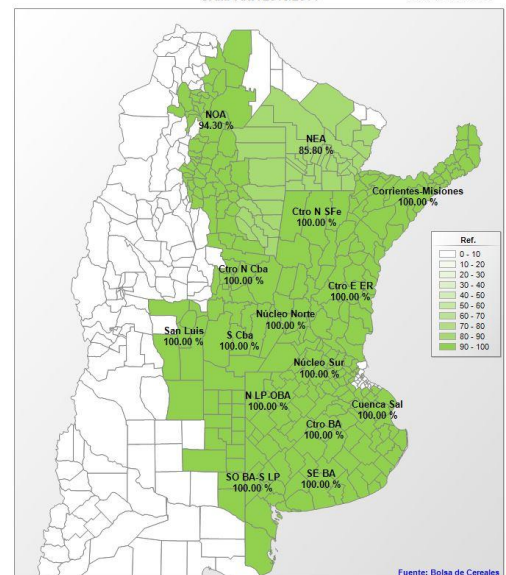 NOA
94.30 %
NEA
85.80 %
Corrientes-Misiones
100.00 %
Ctro N SFe
100.00 %
Ref.
0 - 10
10 - 20
20 - 30
30 - 40
40 - 50
50 - 60
60 - 70
70 - 80
80 - 90
90 - 100
Ctro N Cba
100.00 %
Ctro E ER
100.00 %
Núcleo Norte
100.00 %
San Luis
100.00 %
S Cba
100.00 %
Núcleo Sur
100.00 %
N LP-OBA
100.00 %
Cuenca Sal
100.00 %
Ctro BA
100.00 %
SO BA-S LP
100.00 %
SE BA
100.00 %
Fuente: Bolsa de Cereales